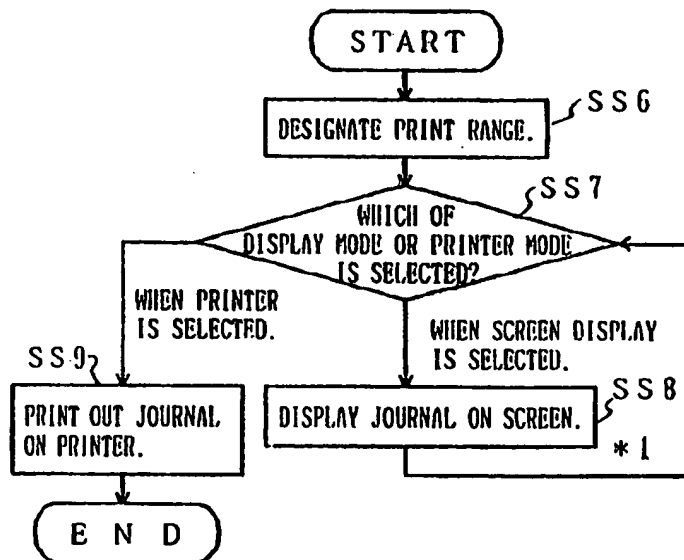 START
SS6
DESIGNATE PRINT RANGE.
SS7
WHICH OF
DISPLAY MODE OR PRINTER MODE
IS SELECTED?
WHEN PRINTER
IS SELECTED.
WHEN SCREEN DISPLAY
IS SELECTED.
SS9
PRINT OUT JOURNAL
ON PRINTER.
SS8
DISPLAY JOURNAL ON SCREEN.
*1
END